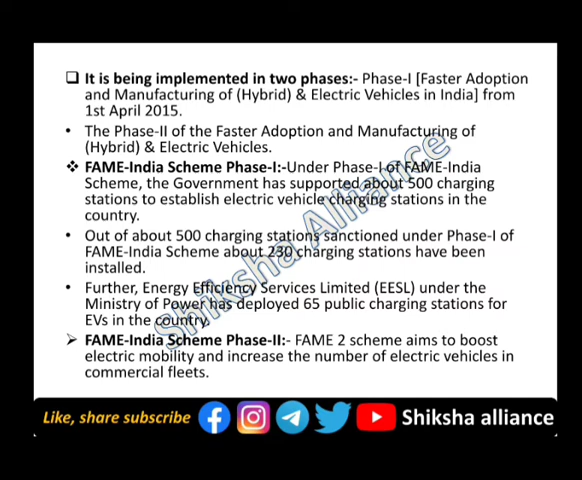 It is being implemented in two phases:- Phase-I [Faster Adoption
and Manufacturing of (Hybrid) & Electric Vehicles in India] from
1st April 2015.
• The Phase-II of the Faster Adoption and Manufacturing of
(Hybrid) & Electric Vehicles.
❖ FAME-India Scheme Phase-I:-Under Phase-I of FAME-India
Scheme, the Government has supported about 500 charging
stations to establish electric vehicle charging stations in the
country.
• Out of about 500 charging stations sanctioned under Phase-I of
FAME-India Scheme about 230 charging stations have been
installed.
• Further, Energy Efficiency Services Limited (EESL) under the
Ministry of Power has deployed 65 public charging stations for
EVs in the country.
➢ FAME-India Scheme Phase-II:- FAME 2 scheme aims to boost
electric mobility and increase the number of electric vehicles in
commercial fleets.
Shiksha Alliance
Like, share subscribe
Shiksha alliance